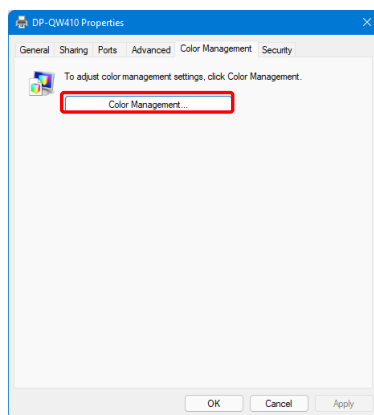 DP-QW410 Properties
General Sharing Ports Advanced Color Management Security
To adjust color management settings, click Color Management.
Color Management...
OK Cancel Apply